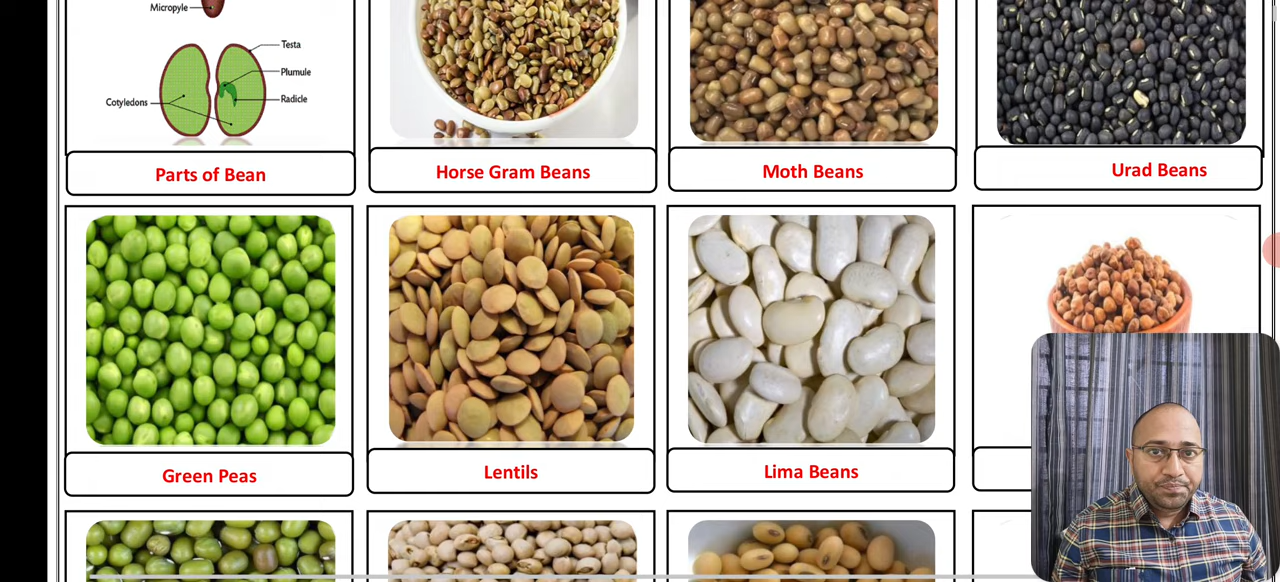 Micropyle
Testa
Plumule
Cotyledons
Radicle
Parts of Bean
Horse Gram Beans
Moth Beans
Urad Beans
Green Peas
Lentils
Lima Beans